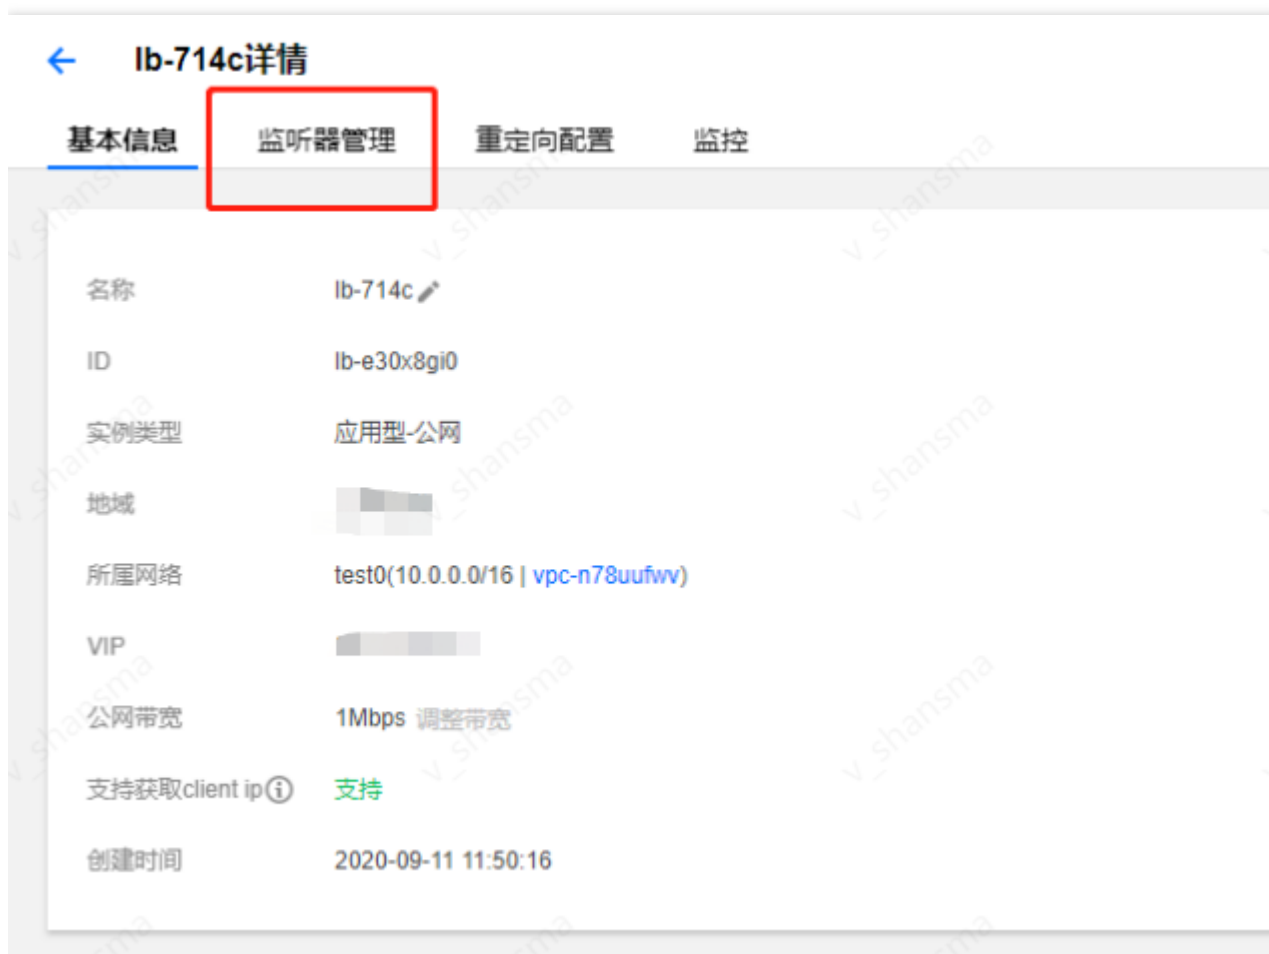 lb-714c详情
基本信息 监听器管理 重定向配置 监控
名称 lb-714c
ID lb-e30x8gi0
实例类型 应用型-公网
地域
所属网络 test0(10.0.0.0/16 | vpc-n78uufwv)
VIP
公网带宽 1Mbps 调整带宽
支持获取client ip 支持
创建时间 2020-09-11 11:50:16
v_shansma